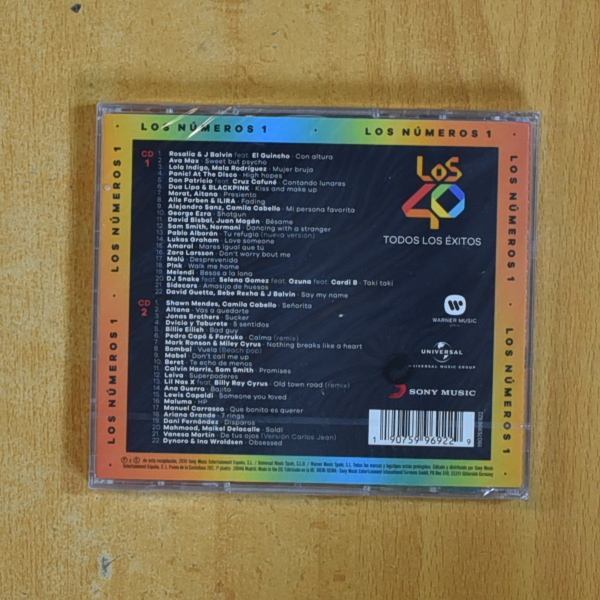 LOS NÚMEROS 1 · LOS NÚMEROS 1
LOS NÚMEROS 1
LOS NÚMEROS 1
CD 1
1. Rosalía & J Balvin feat. El Guincho · Con altura
2. Ava Max · Sweet but psycho
3. Lola Indigo, Mala Rodríguez · Mujer bruja
4. Panic! At The Disco · High hopes
5. Don Patricio feat. Cruz Cafuné · Contando lunares
6. Dua Lipa & BLACKPINK · Kiss and make up
7. Morat, Aitana · Presiento
8. Alle Farben & ILIRA · Fading
9. Alejandro Sanz, Camila Cabello · Mi persona favorita
10. George Ezra · Shotgun
11. David Bisbal, Juan Magán · Bésame
12. Sam Smith, Normani · Dancing with a stranger
13. Pablo Alborán · Tu refugio (nueva versión)
14. Lukas Graham · Love someone
15. Amaral · Mares igual que tú
16. Zara Larsson · Don't worry bout me
17. Malú · Desprevenida
18. P!nk · Walk me home
19. Melendi · Besos a la lona
20. DJ Snake feat. Selena Gomez feat. Ozuna feat. Cardi B · Taki taki
21. Sidecars · Amasijo de huesos
22. David Guetta, Bebe Rexha & J Balvin · Say my name
CD 2
1. Shawn Mendes, Camila Cabello · Señorita
2. Aitana · Vas a quedarte
3. Jonas Brothers · Sucker
4. Dvicio y Taburete · 5 sentidos
5. Billie Eilish · Bad guy
6. Pedro Capó & Farruko · Calma (remix)
7. Mark Ronson & Miley Cyrus · Nothing breaks like a heart
8. Bombai · Vuela (Beach pop)
9. Mabel · Don't call me up
10. Beret · Te echo de menos
11. Calvin Harris, Sam Smith · Promises
12. Leiva · Superpoderes
13. Lil Nas X feat. Billy Ray Cyrus · Old town road (remix)
14. Ana Guerra · Bajito
15. Lewis Capaldi · Someone you loved
16. Maluma · HP
17. Manuel Carrasco · Que bonito es querer
18. Ariana Grande · 7 rings
19. Dani Fernández · Disparos
20. Mahmood, Maikel Delacalle · Soldi
21. Vanesa Martín · De tus ojos (Versión Carlos Jean)
22. Dynoro & Ina Wroldsen · Obsessed
LOS
40
TODOS LOS ÉXITOS
WARNER MUSIC
UNIVERSAL
UNIVERSAL MUSIC GROUP
SONY MUSIC
1 90759 96922 9
LOS NÚMEROS 1
LOS NÚMEROS 1